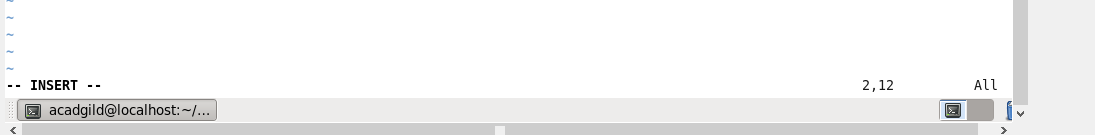 ~
~
~
~
~
-- INSERT -- 2,12 All
acadgild@localhost:~/...